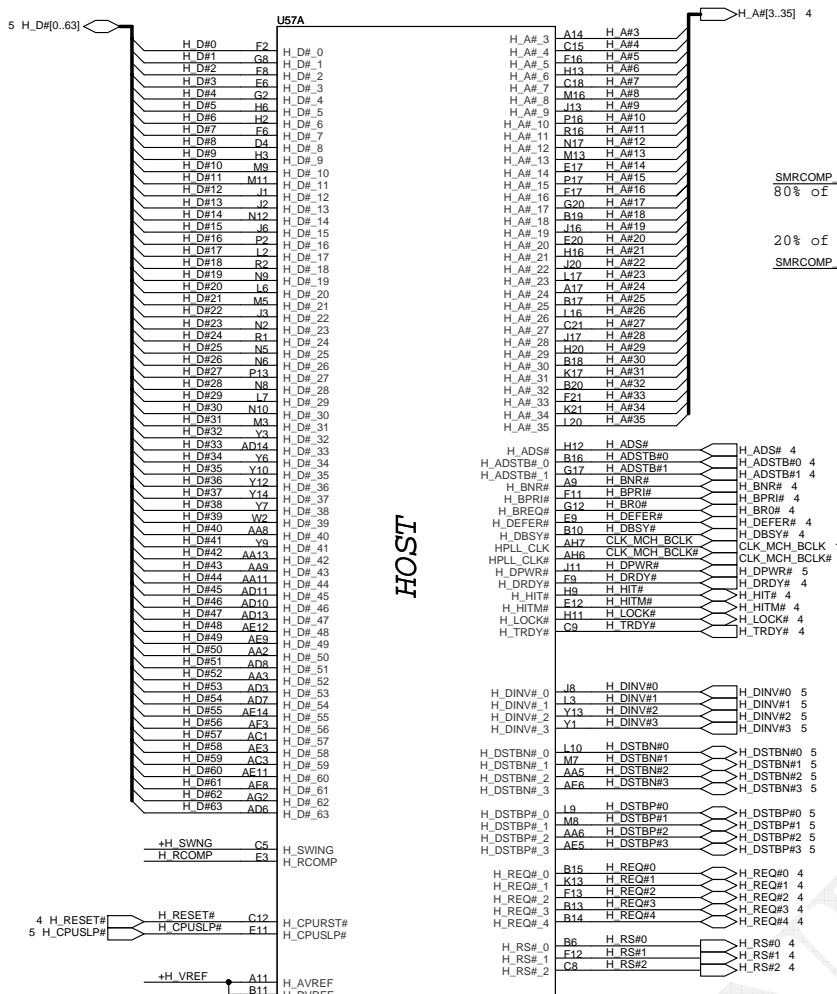 5 H_D#[0..63]
U57A
H_A#[3..35] 4
H_D#0 F2 H_D#_0
H_D#1 G8 H_D#_1
H_D#2 F8 H_D#_2
H_D#3 E6 H_D#_3
H_D#4 G2 H_D#_4
H_D#5 H6 H_D#_5
H_D#6 H2 H_D#_6
H_D#7 F6 H_D#_7
H_D#8 D4 H_D#_8
H_D#9 H3 H_D#_9
H_D#10 M9 H_D#_10
H_D#11 M11 H_D#_11
H_D#12 J1 H_D#_12
H_D#13 J2 H_D#_13
H_D#14 N12 H_D#_14
H_D#15 J6 H_D#_15
H_D#16 P2 H_D#_16
H_D#17 L2 H_D#_17
H_D#18 R2 H_D#_18
H_D#19 N9 H_D#_19
H_D#20 L6 H_D#_20
H_D#21 M5 H_D#_21
H_D#22 J3 H_D#_22
H_D#23 N2 H_D#_23
H_D#24 R1 H_D#_24
H_D#25 N5 H_D#_25
H_D#26 N6 H_D#_26
H_D#27 P13 H_D#_27
H_D#28 N8 H_D#_28
H_D#29 L7 H_D#_29
H_D#30 N10 H_D#_30
H_D#31 M3 H_D#_31
H_D#32 Y3 H_D#_32
H_D#33 AD14 H_D#_33
H_D#34 Y6 H_D#_34
H_D#35 Y10 H_D#_35
H_D#36 Y12 H_D#_36
H_D#37 Y14 H_D#_37
H_D#38 Y7 H_D#_38
H_D#39 W2 H_D#_39
H_D#40 AA8 H_D#_40
H_D#41 Y9 H_D#_41
H_D#42 AA13 H_D#_42
H_D#43 AA9 H_D#_43
H_D#44 AA11 H_D#_44
H_D#45 AD11 H_D#_45
H_D#46 AD10 H_D#_46
H_D#47 AD13 H_D#_47
H_D#48 AE12 H_D#_48
H_D#49 AE9 H_D#_49
H_D#50 AA2 H_D#_50
H_D#51 AD8 H_D#_51
H_D#52 AA3 H_D#_52
H_D#53 AD3 H_D#_53
H_D#54 AD7 H_D#_54
H_D#55 AE14 H_D#_55
H_D#56 AF3 H_D#_56
H_D#57 AC1 H_D#_57
H_D#58 AE3 H_D#_58
H_D#59 AC3 H_D#_59
H_D#60 AE11 H_D#_60
H_D#61 AE8 H_D#_61
H_D#62 AG2 H_D#_62
H_D#63 AD6 H_D#_63
+H_SWNG C5 H_SWING
H_RCOMP E3 H_RCOMP
4 H_RESET# H_RESET# C12 H_CPURST#
5 H_CPUSLP# H_CPUSLP# E11 H_CPUSLP#
+H_VREF A11 H_AVREF
B11 H_DVREF
HOST
H_A#_3 A14 H_A#3
H_A#_4 C15 H_A#4
H_A#_5 F16 H_A#5
H_A#_6 H13 H_A#6
H_A#_7 C18 H_A#7
H_A#_8 M16 H_A#8
H_A#_9 J13 H_A#9
H_A#_10 P16 H_A#10
H_A#_11 R16 H_A#11
H_A#_12 N17 H_A#12
H_A#_13 M13 H_A#13
H_A#_14 E17 H_A#14
H_A#_15 P17 H_A#15
H_A#_16 F17 H_A#16
H_A#_17 G20 H_A#17
H_A#_18 B19 H_A#18
H_A#_19 J16 H_A#19
H_A#_20 E20 H_A#20
H_A#_21 H16 H_A#21
H_A#_22 J20 H_A#22
H_A#_23 L17 H_A#23
H_A#_24 A17 H_A#24
H_A#_25 B17 H_A#25
H_A#_26 L16 H_A#26
H_A#_27 C21 H_A#27
H_A#_28 J17 H_A#28
H_A#_29 H20 H_A#29
H_A#_30 B18 H_A#30
H_A#_31 K17 H_A#31
H_A#_32 B20 H_A#32
H_A#_33 F21 H_A#33
H_A#_34 K21 H_A#34
H_A#_35 L20 H_A#35
H_ADS# H12 H_ADS# H_ADS# 4
H_ADSTB#_0 B16 H_ADSTB#0 H_ADSTB#0 4
H_ADSTB#_1 G17 H_ADSTB#1 H_ADSTB#1 4
H_BNR# A9 H_BNR# H_BNR# 4
H_BPRI# F11 H_BPRI# H_BPRI# 4
H_BREQ# G12 H_BR0# H_BR0# 4
H_DEFER# E9 H_DEFER# H_DEFER# 4
H_DBSY# B10 H_DBSY# H_DBSY# 4
HPLL_CLK AH7 CLK_MCH_BCLK CLK_MCH_BCLK
HPLL_CLK# AH6 CLK_MCH_BCLK# CLK_MCH_BCLK#
H_DPWR# J11 H_DPWR# H_DPWR# 5
H_DRDY# F9 H_DRDY# H_DRDY# 4
H_HIT# H9 H_HIT# H_HIT# 4
H_HITM# E12 H_HITM# H_HITM# 4
H_LOCK# H11 H_LOCK# H_LOCK# 4
H_TRDY# C9 H_TRDY# H_TRDY# 4
H_DINV#_0 J8 H_DINV#0 H_DINV#0 5
H_DINV#_1 L3 H_DINV#1 H_DINV#1 5
H_DINV#_2 Y13 H_DINV#2 H_DINV#2 5
H_DINV#_3 Y1 H_DINV#3 H_DINV#3 5
H_DSTBN#_0 L10 H_DSTBN#0 H_DSTBN#0 5
H_DSTBN#_1 M7 H_DSTBN#1 H_DSTBN#1 5
H_DSTBN#_2 AA5 H_DSTBN#2 H_DSTBN#2 5
H_DSTBN#_3 AE6 H_DSTBN#3 H_DSTBN#3 5
H_DSTBP#_0 L9 H_DSTBP#0 H_DSTBP#0 5
H_DSTBP#_1 M8 H_DSTBP#1 H_DSTBP#1 5
H_DSTBP#_2 AA6 H_DSTBP#2 H_DSTBP#2 5
H_DSTBP#_3 AE5 H_DSTBP#3 H_DSTBP#3 5
H_REQ#_0 B15 H_REQ#0 H_REQ#0 4
H_REQ#_1 K13 H_REQ#1 H_REQ#1 4
H_REQ#_2 F13 H_REQ#2 H_REQ#2 4
H_REQ#_3 B13 H_REQ#3 H_REQ#3 4
H_REQ#_4 B14 H_REQ#4 H_REQ#4 4
H_RS#_0 B6 H_RS#0 H_RS#0 4
H_RS#_1 F12 H_RS#1 H_RS#1 4
H_RS#_2 C8 H_RS#2 H_RS#2 4
SMRCOMP_
80% of
20% of
SMRCOMP_